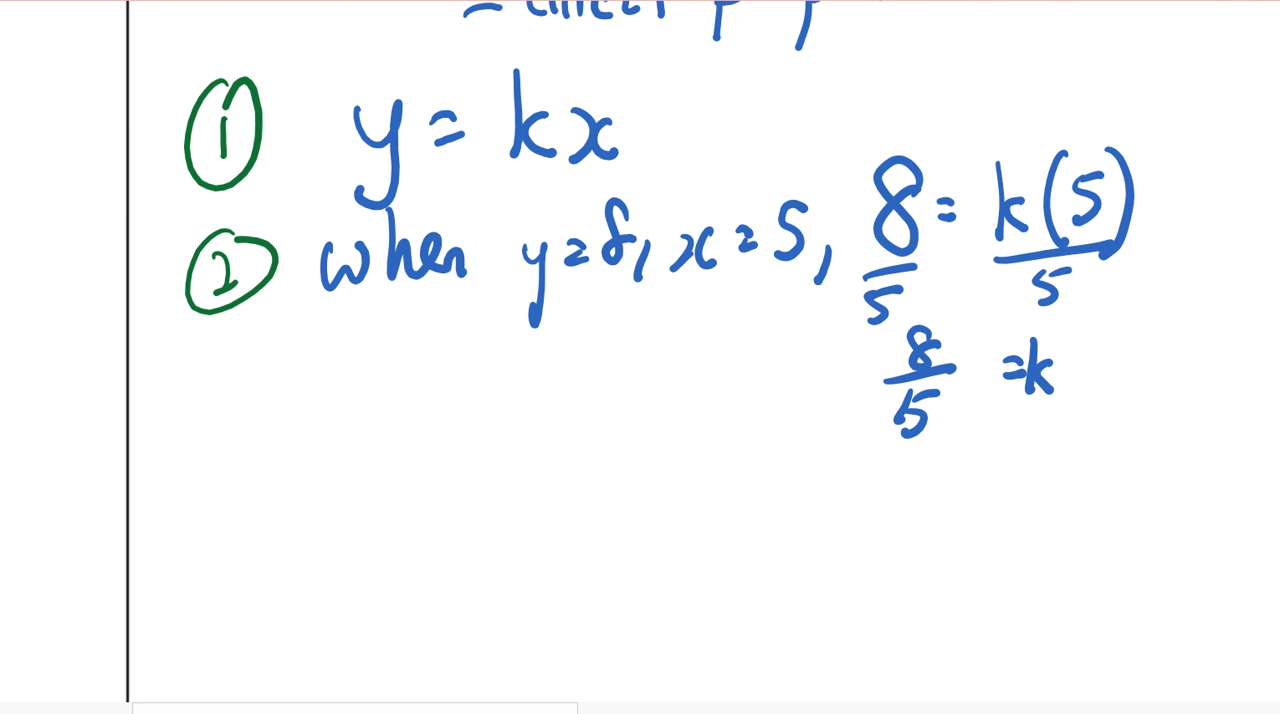 ① y = kx
② when y = 8, x = 5, 8/5 = k(5)/5
8/5 = k